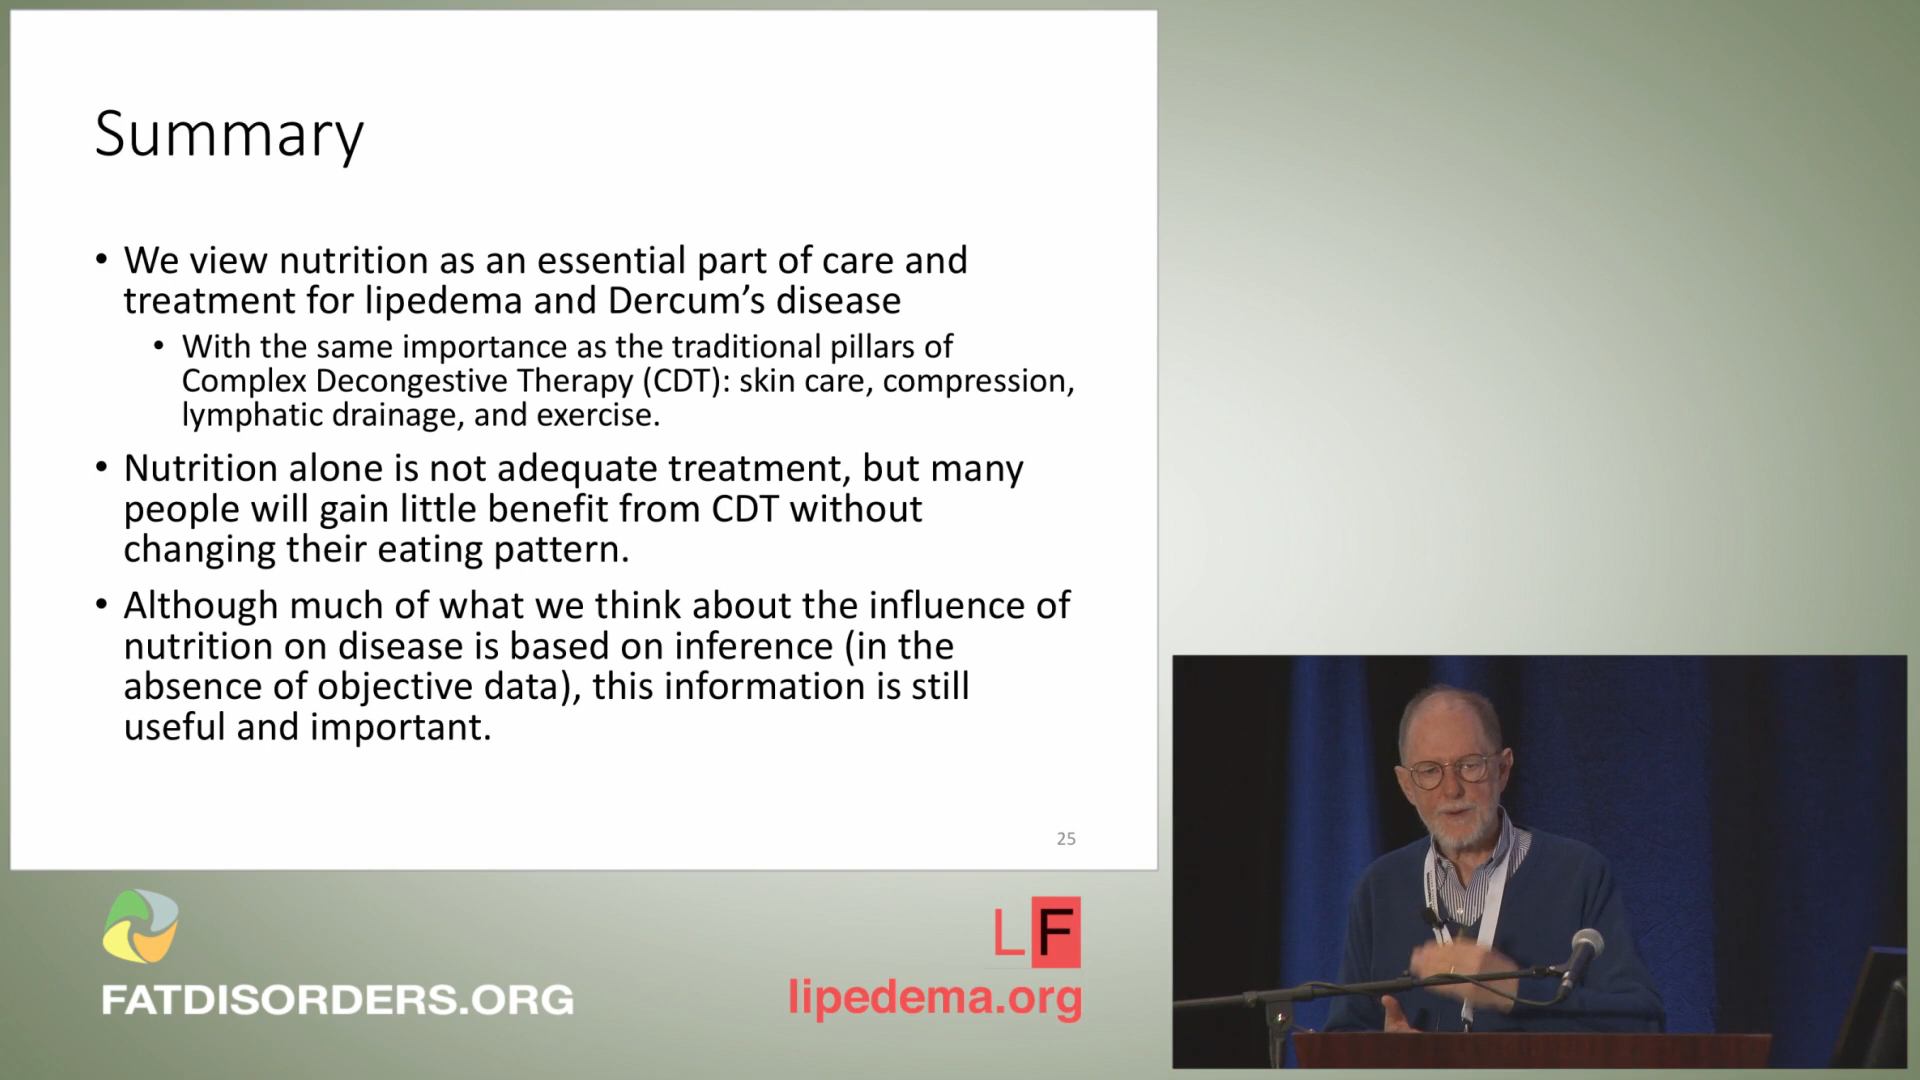 Summary
• We view nutrition as an essential part of care and
treatment for lipedema and Dercum’s disease
• With the same importance as the traditional pillars of
Complex Decongestive Therapy (CDT): skin care, compression,
lymphatic drainage, and exercise.
• Nutrition alone is not adequate treatment, but many
people will gain little benefit from CDT without
changing their eating pattern.
• Although much of what we think about the influence of
nutrition on disease is based on inference (in the
absence of objective data), this information is still
useful and important.
25
FATDISORDERS.ORG
LF
lipedema.org